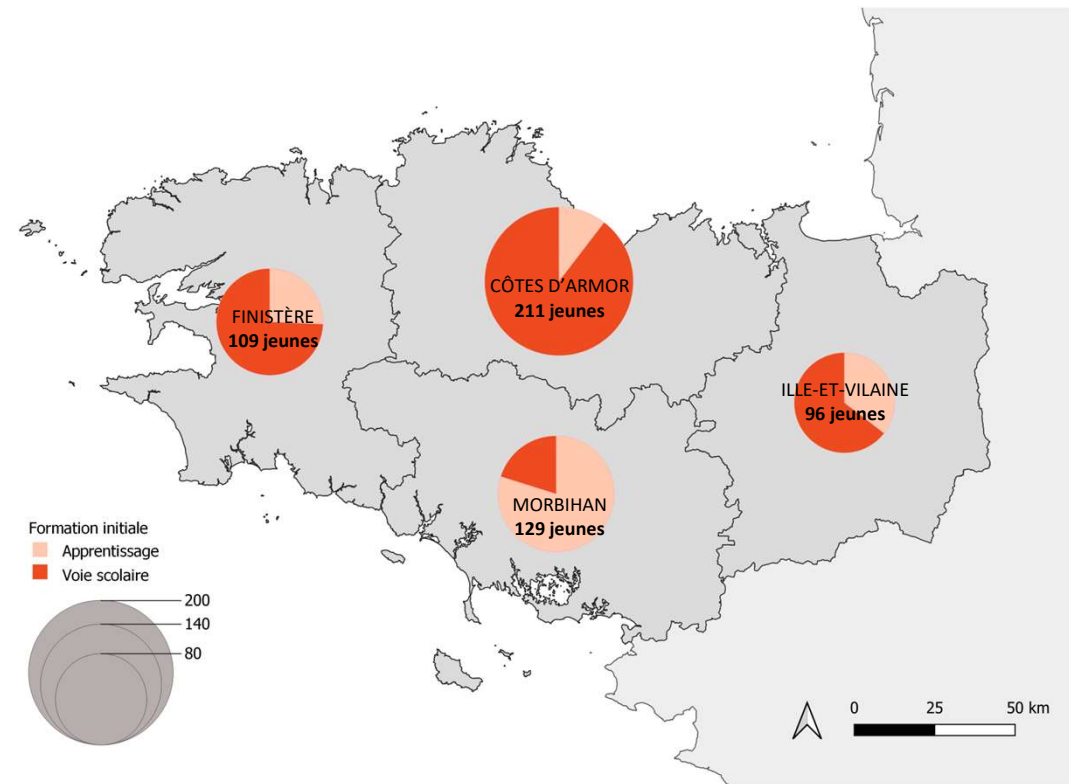 CÔTES D’ARMOR
211 jeunes
FINISTÈRE
109 jeunes
ILLE-ET-VILAINE
96 jeunes
MORBIHAN
129 jeunes
Formation initiale
Apprentissage
Voie scolaire
200
140
80
0 25 50 km